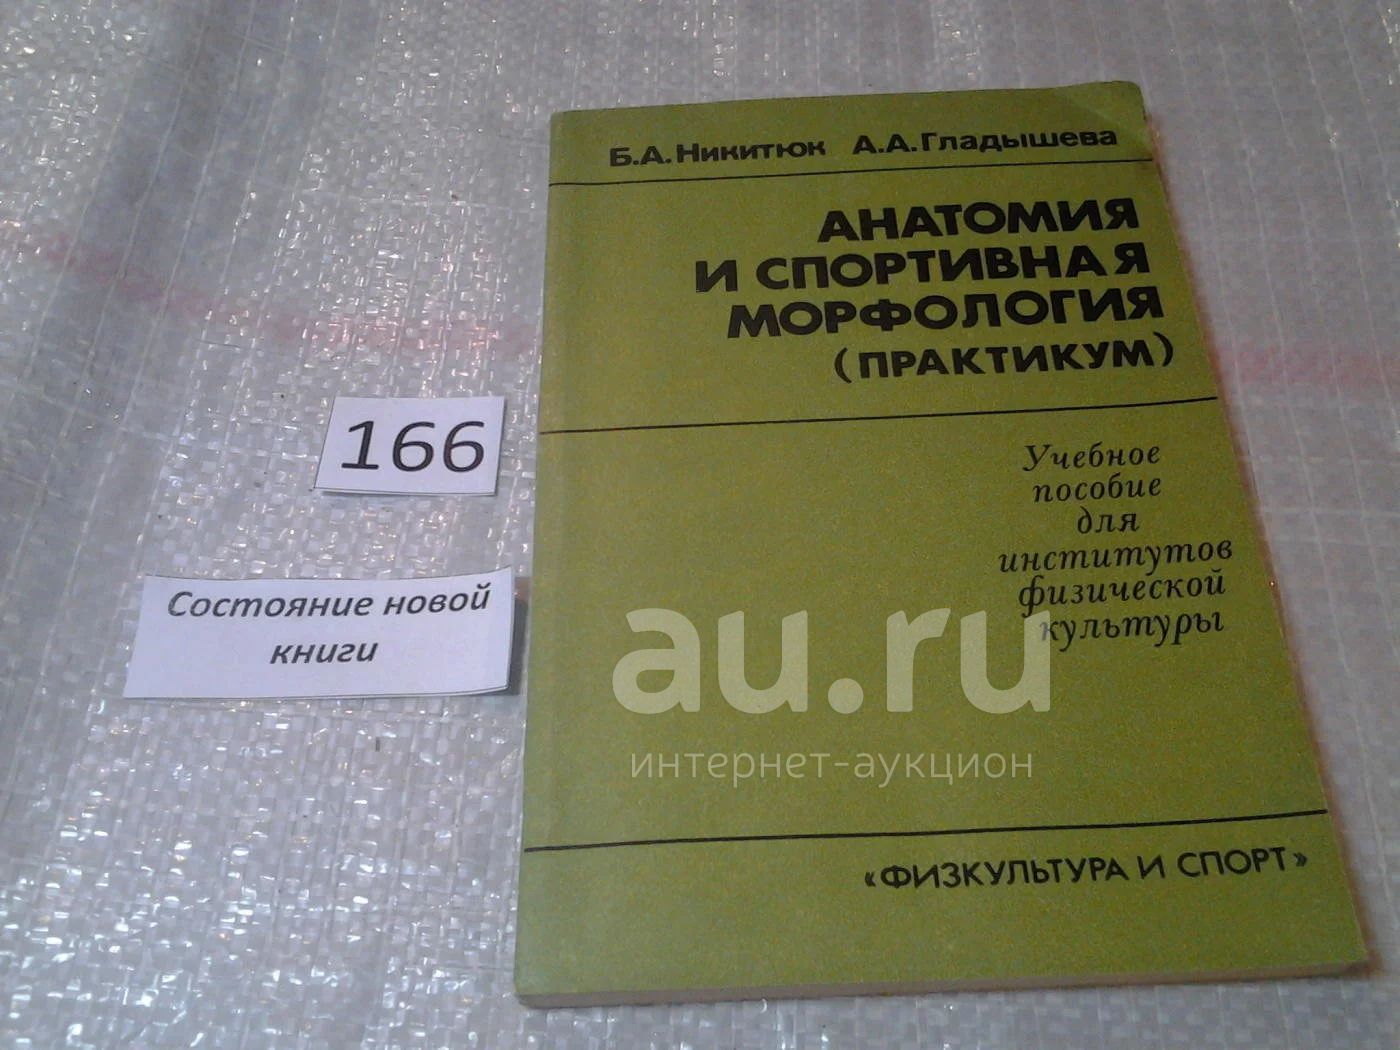 Б.А.Никитюк А.А.Гладышева
АНАТОМИЯ
И СПОРТИВНАЯ
МОРФОЛОГИЯ
(ПРАКТИКУМ)
Учебное
пособие
для
институтов
физической
культуры
«ФИЗКУЛЬТУРА И СПОРТ»
166
Состояние новой
книги
au.ru
интернет-аукцион